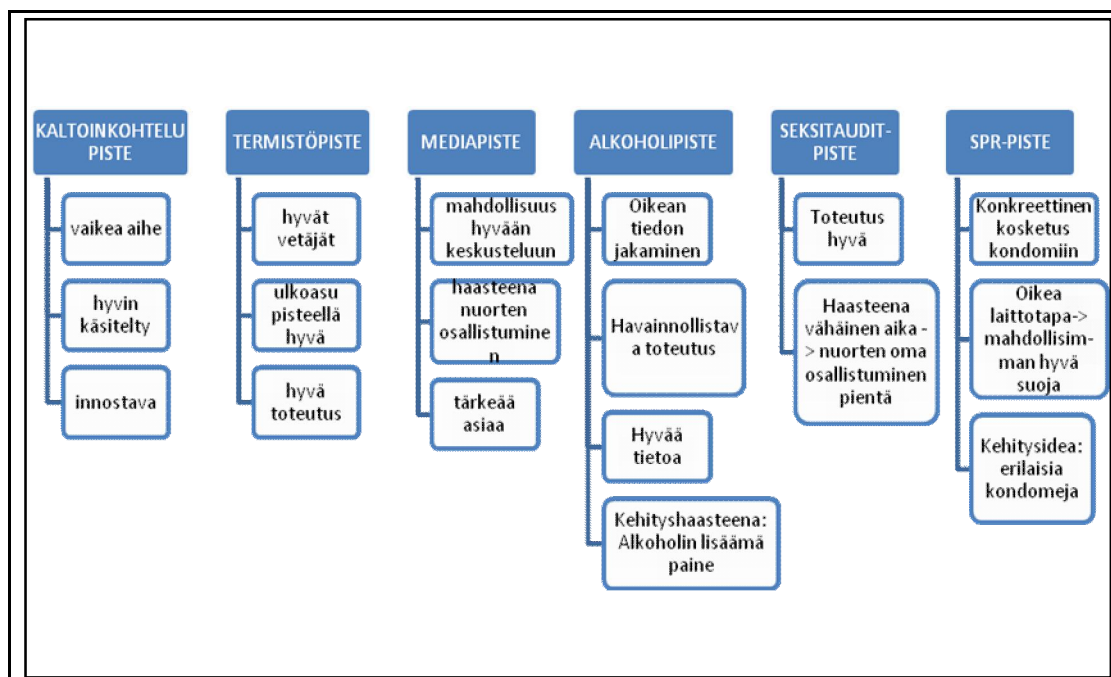 KALTOINKOHTELU
PISTE
vaikea aihe
hyvin
käsitelty
innostava
TERMISTÖPISTE
hyvät
vetäjät
ulkoasu
pisteellä
hyvä
hyvä
toteutus
MEDIAPISTE
mahdollisuus
hyvään
keskusteluun
haasteena
nuorten
osallistumine
n
tärkeää
asiaa
ALKOHOLIPISTE
Oikean
tiedon
jakaminen
Havainnollistav
a toteutus
Hyvää
tietoa
Kehityshaasteena:
Alkoholin lisäämä
paine
SEKSITAUDIT-
PISTE
Toteutus
hyvä
Haasteena
vähäinen aika -
> nuorten oma
osallistuminen
pientä
SPR-PISTE
Konkreettinen
kosketus
kondomiin
Oikea
laittotapa->
mahdollisim-
man hyvä
suoja
Kehitysidea:
erilaisia
kondomeja